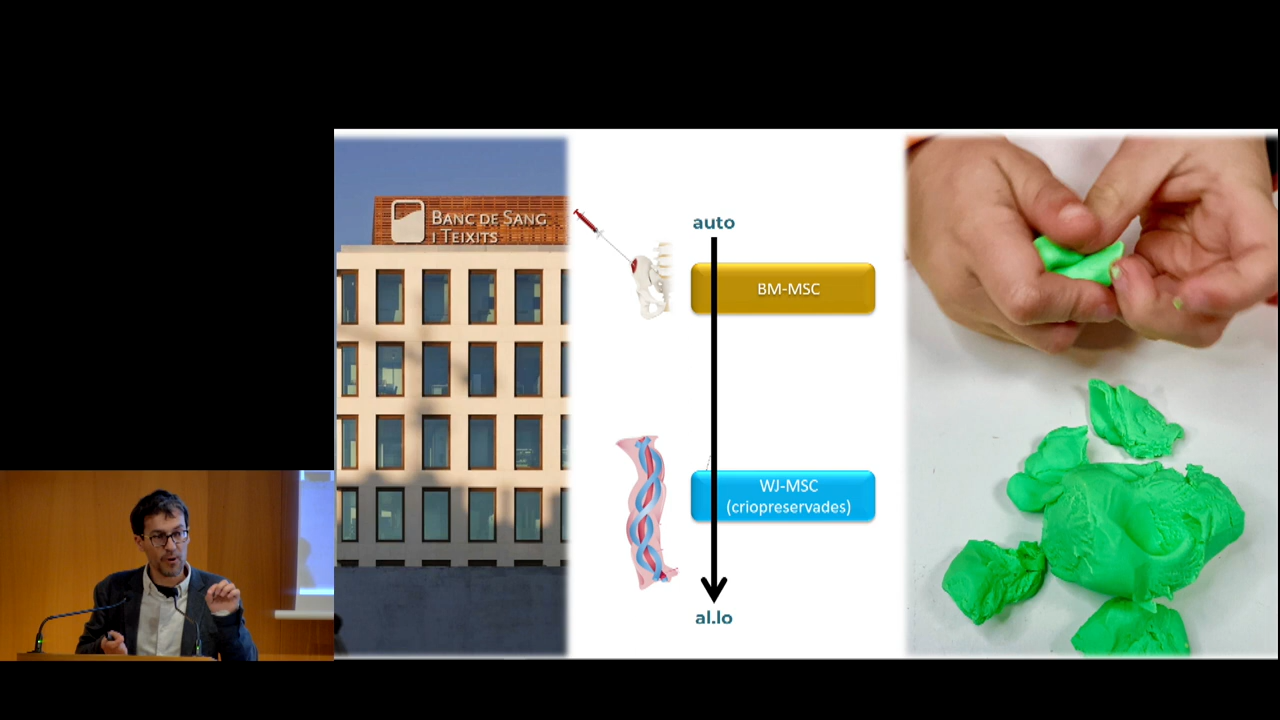 BANC DE SANG
I TEIXITS
auto
BM-MSC
WJ-MSC
(criopreservades)
al.lo